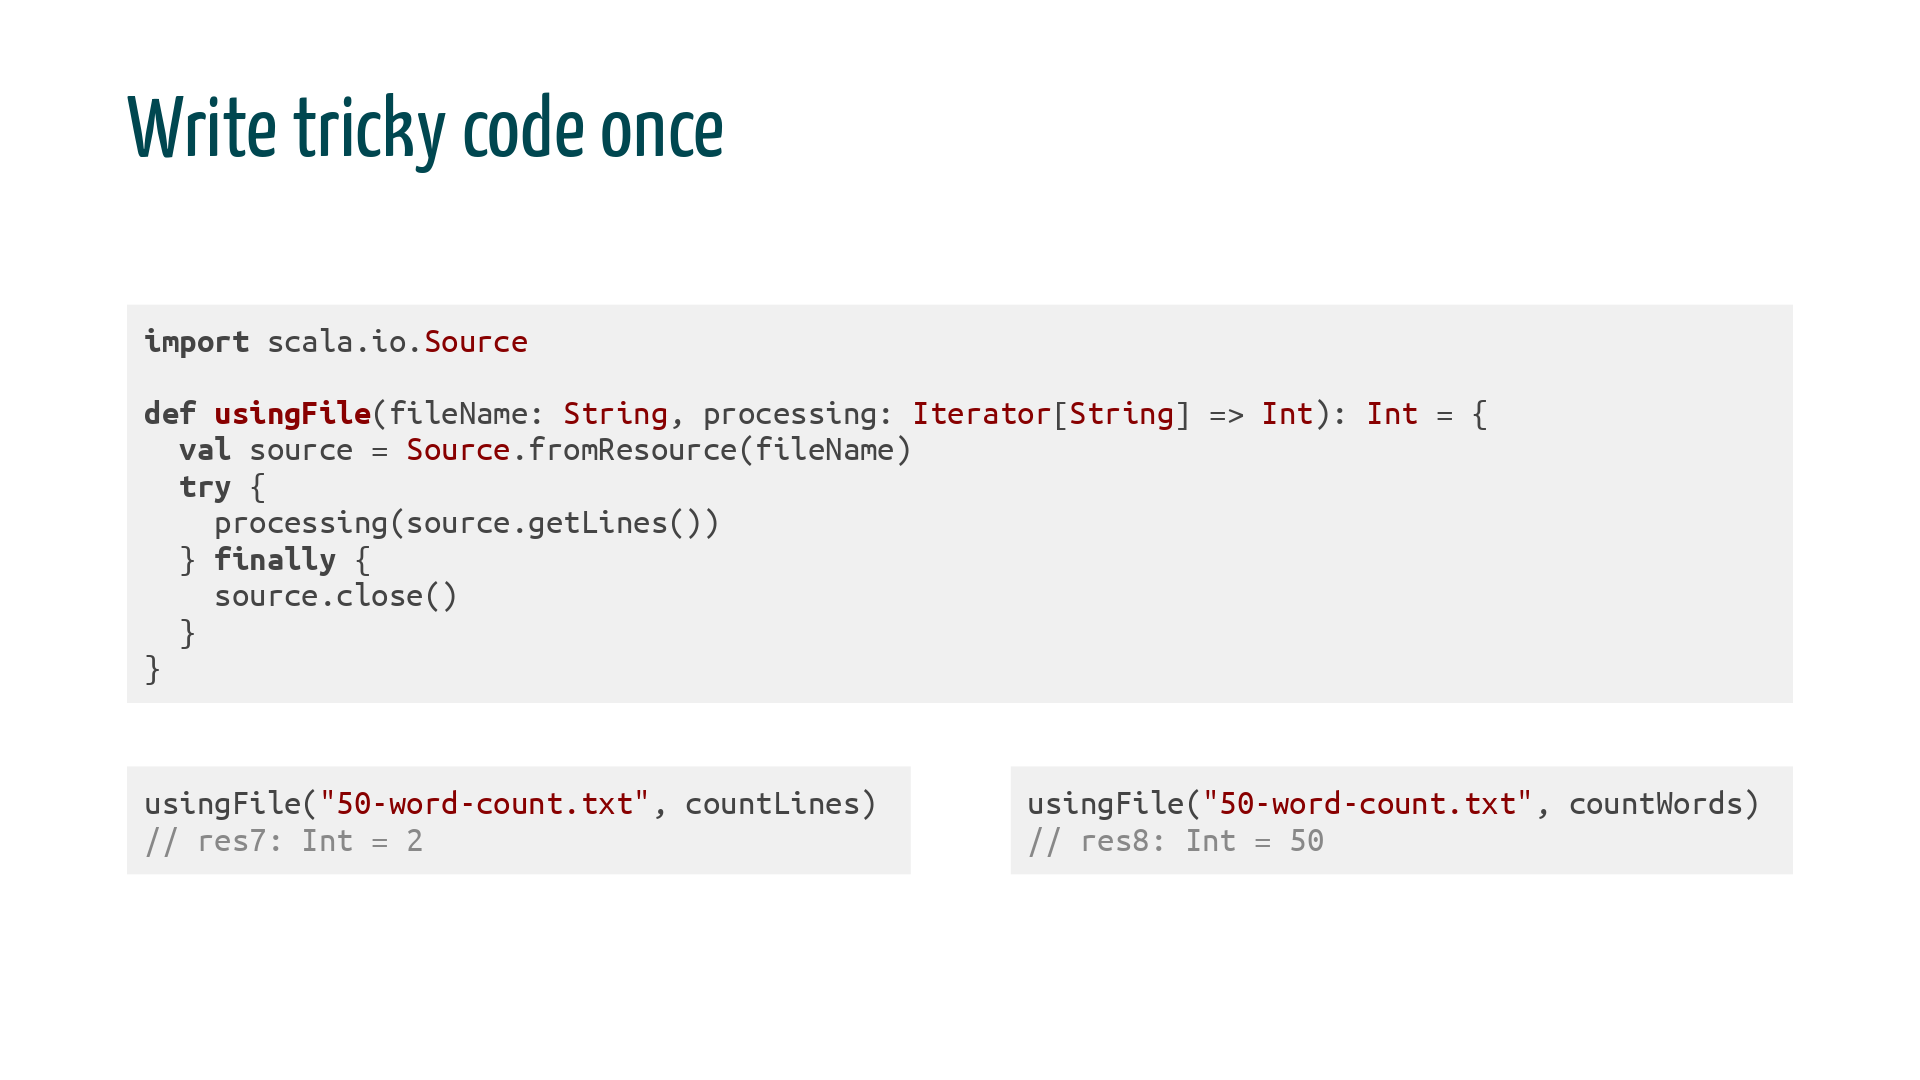 Write tricky code once
import scala.io.Source
def usingFile(fileName: String, processing: Iterator[String] => Int): Int = {
  val source = Source.fromResource(fileName)
  try {
    processing(source.getLines())
  } finally {
    source.close()
  }
}
usingFile("50-word-count.txt", countLines)
// res7: Int = 2
usingFile("50-word-count.txt", countWords)
// res8: Int = 50